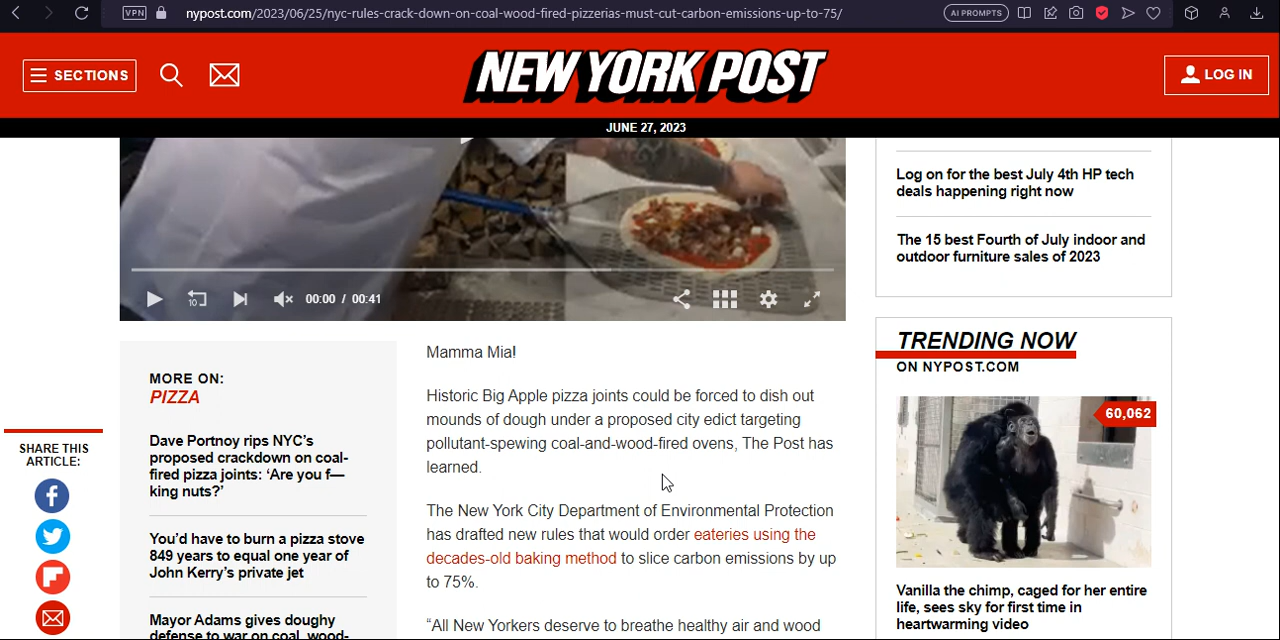 VPN
nypost.com/2023/06/25/nyc-rules-crack-down-on-coal-wood-fired-pizzerias-must-cut-carbon-emissions-up-to-75/
AI PROMPTS
SECTIONS
NEW YORK POST
LOG IN
JUNE 27, 2023
10
00:00 / 00:41
Log on for the best July 4th HP tech
deals happening right now
The 15 best Fourth of July indoor and
outdoor furniture sales of 2023
SHARE THIS
ARTICLE:
MORE ON:
PIZZA
Dave Portnoy rips NYC’s
proposed crackdown on coal-
fired pizza joints: ‘Are you f—
king nuts?’
You’d have to burn a pizza stove
849 years to equal one year of
John Kerry’s private jet
Mayor Adams gives doughy
defense to war on coal, wood-
Mamma Mia!
Historic Big Apple pizza joints could be forced to dish out
mounds of dough under a proposed city edict targeting
pollutant-spewing coal-and-wood-fired ovens, The Post has
learned.
The New York City Department of Environmental Protection
has drafted new rules that would order eateries using the
decades-old baking method to slice carbon emissions by up
to 75%.
“All New Yorkers deserve to breathe healthy air and wood
TRENDING NOW
ON NYPOST.COM
60,062
Vanilla the chimp, caged for her entire
life, sees sky for first time in
heartwarming video